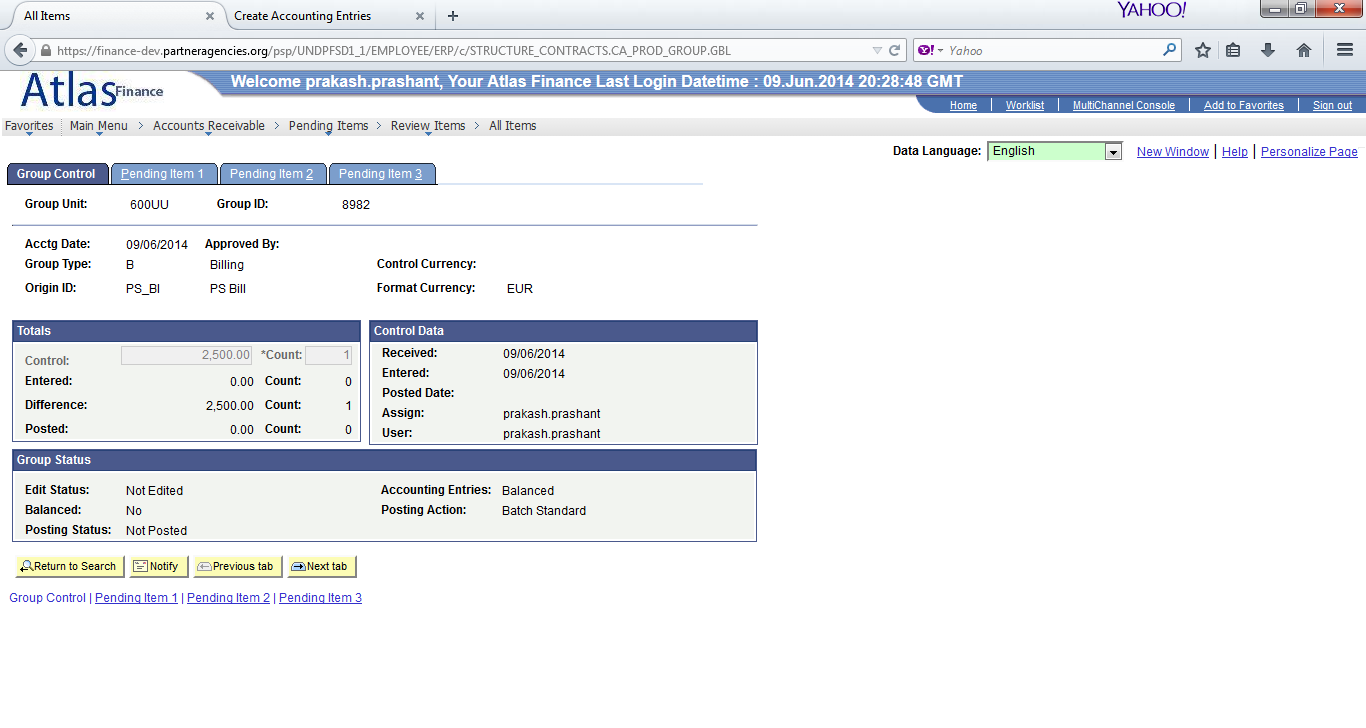 All Items
Create Accounting Entries
YAHOO!
https://finance-dev.partneragencies.org/psp/UNDPFSD1_1/EMPLOYEE/ERP/c/STRUCTURE_CONTRACTS.CA_PROD_GROUP.GBL
Yahoo
Atlas Finance
Welcome prakash.prashant, Your Atlas Finance Last Login Datetime : 09.Jun.2014 20:28:48 GMT
Home Worklist MultiChannel Console Add to Favorites Sign out
Favorites Main Menu > Accounts Receivable > Pending Items > Review Items > All Items
Data Language: English New Window | Help | Personalize Page
Group Control Pending Item 1 Pending Item 2 Pending Item 3
Group Unit: 600UU Group ID: 8982
Acctg Date: 09/06/2014 Approved By:
Group Type: B Billing Control Currency:
Origin ID: PS_BI PS Bill Format Currency: EUR
Totals
Control: 2,500.00 *Count: 1
Entered: 0.00 Count: 0
Difference: 2,500.00 Count: 1
Posted: 0.00 Count: 0
Control Data
Received: 09/06/2014
Entered: 09/06/2014
Posted Date:
Assign: prakash.prashant
User: prakash.prashant
Group Status
Edit Status: Not Edited Accounting Entries: Balanced
Balanced: No Posting Action: Batch Standard
Posting Status: Not Posted
Return to Search Notify Previous tab Next tab
Group Control | Pending Item 1 | Pending Item 2 | Pending Item 3